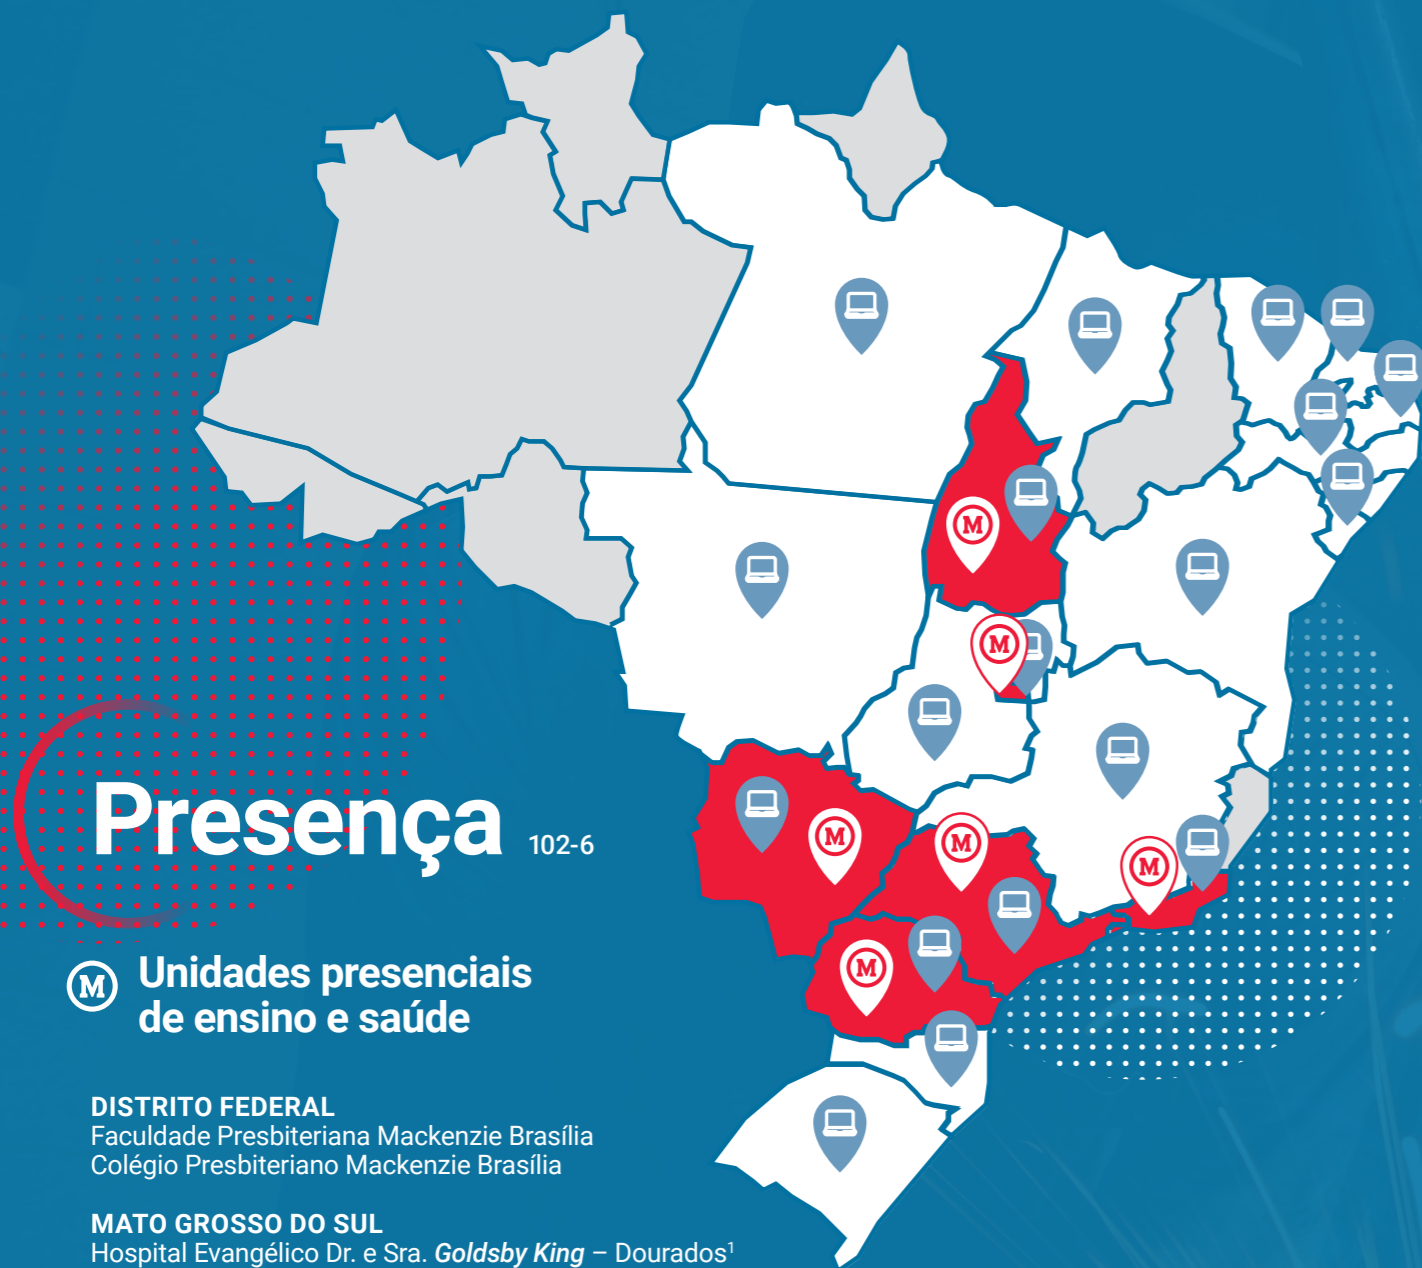 Presença 102-6
M Unidades presenciais
de ensino e saúde
DISTRITO FEDERAL
Faculdade Presbiteriana Mackenzie Brasília
Colégio Presbiteriano Mackenzie Brasília
MATO GROSSO DO SUL
Hospital Evangélico Dr. e Sra. Goldsby King – Dourados¹
M
M
M
M
M
M